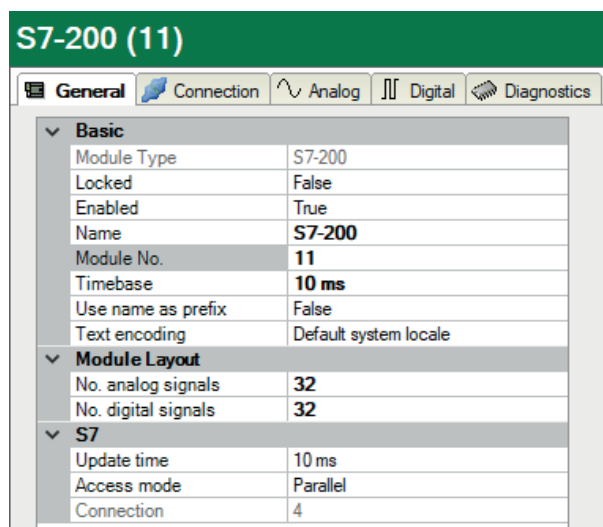 S7-200 (11)
General Connection Analog Digital Diagnostics
Basic
Module Type S7-200
Locked False
Enabled True
Name S7-200
Module No. 11
Timebase 10 ms
Use name as prefix False
Text encoding Default system locale
Module Layout
No. analog signals 32
No. digital signals 32
S7
Update time 10 ms
Access mode Parallel
Connection 4